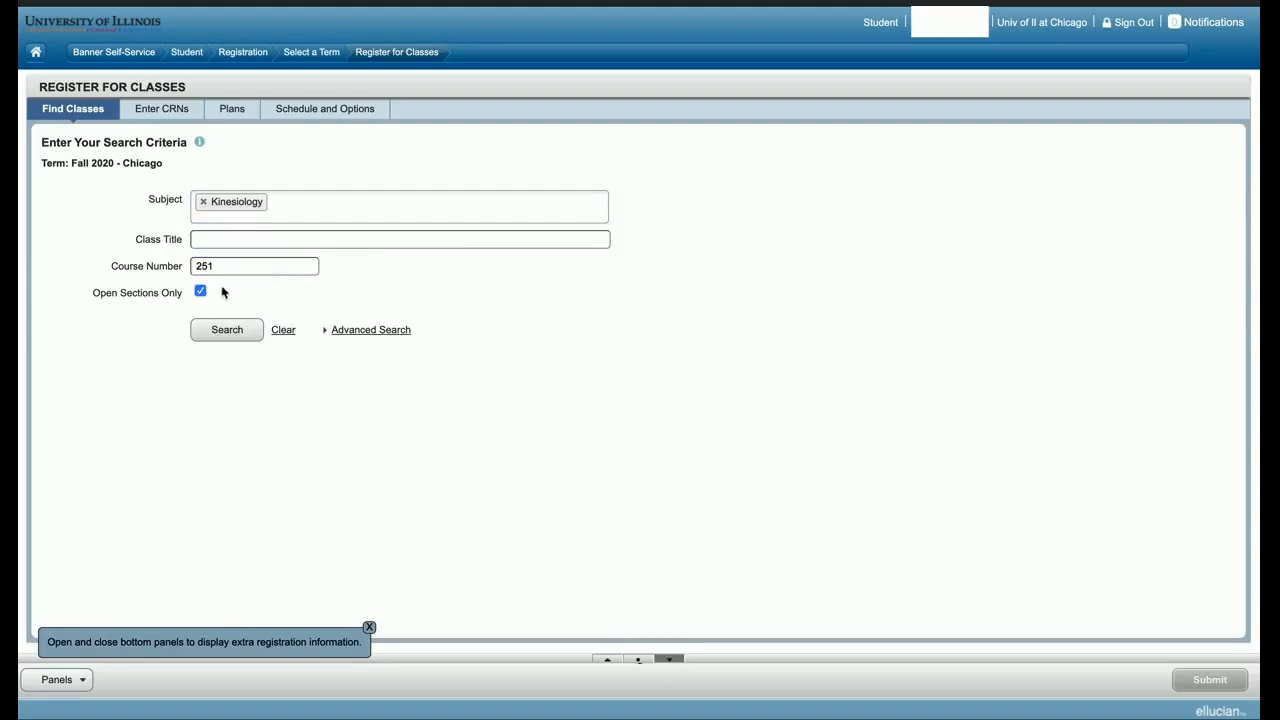 UNIVERSITY OF ILLINOIS
Student
Univ of Il at Chicago
Sign Out
0 Notifications
Banner Self-Service
Student
Registration
Select a Term
Register for Classes
REGISTER FOR CLASSES
Find Classes
Enter CRNs
Plans
Schedule and Options
Enter Your Search Criteria
Term: Fall 2020 - Chicago
Subject
Kinesiology
Class Title
Course Number
251
Open Sections Only
Search
Clear
Advanced Search
Open and close bottom panels to display extra registration information.
X
Panels
Submit
ellucian